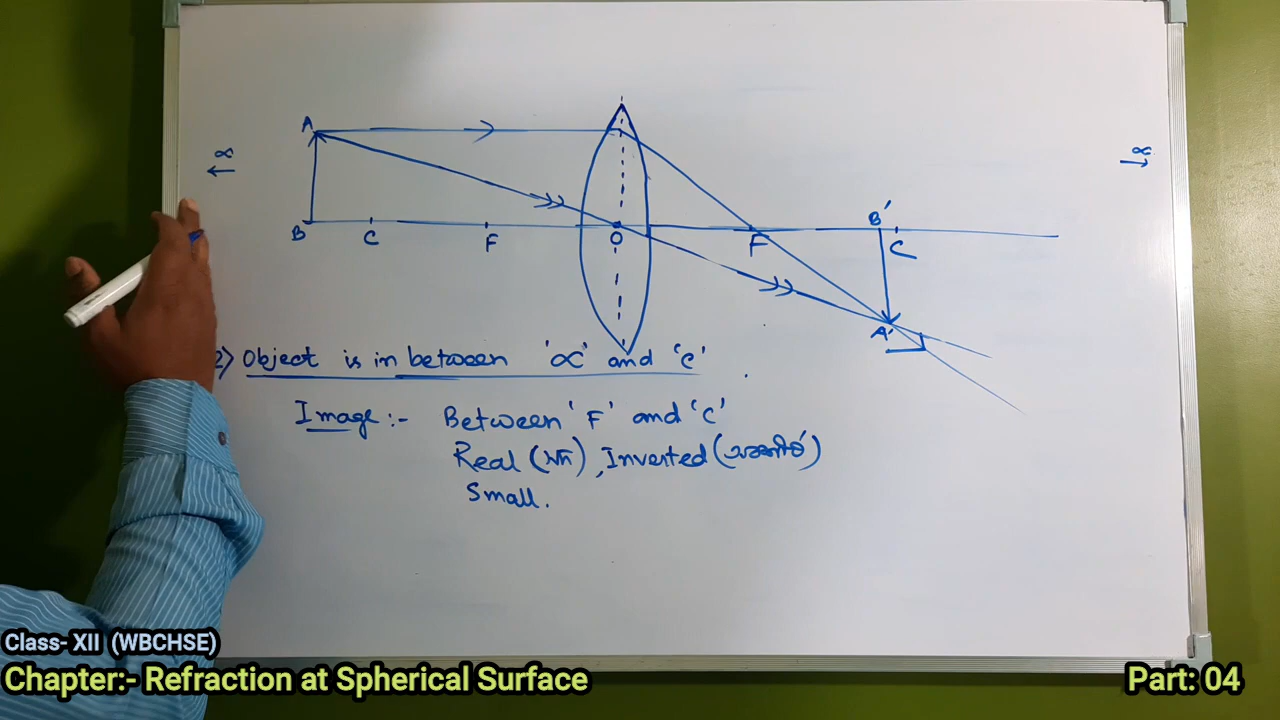 A
∝
∝
B C F O F B′ C
A′
2) Object is in between '∝' and 'C'
Image :- Between 'F' and 'C'
Real (সদ), Inverted
Small.
Class- XII (WBCHSE)
Chapter:- Refraction at Spherical Surface
Part: 04